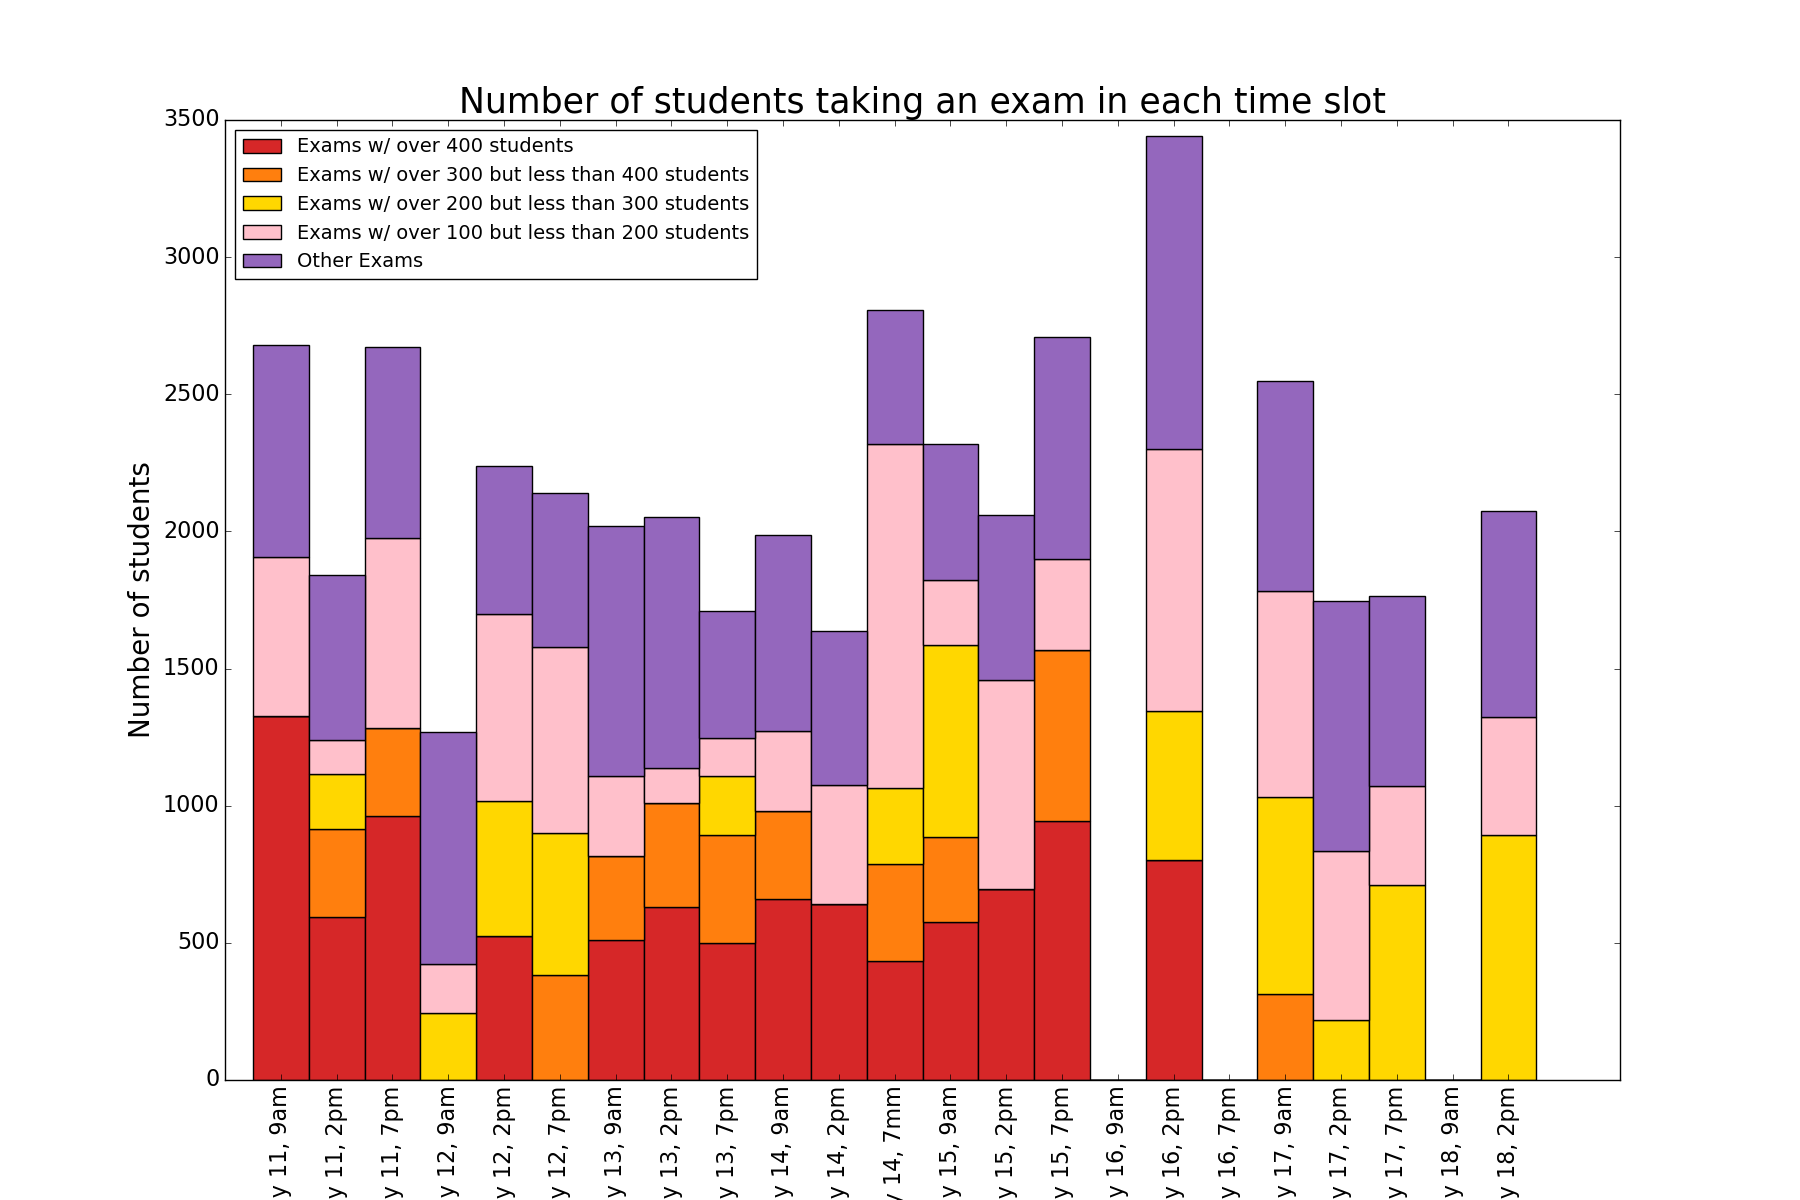 Number of students taking an exam in each time slot
3500
3000
2500
2000
1500
1000
500
0
Number of students
Exams w/ over 400 students
Exams w/ over 300 but less than 400 students
Exams w/ over 200 but less than 300 students
Exams w/ over 100 but less than 200 students
Other Exams
y 11, 9am
y 11, 2pm
y 11, 7pm
y 12, 9am
y 12, 2pm
y 12, 7pm
y 13, 9am
y 13, 2pm
y 13, 7pm
y 14, 9am
y 14, 2pm
y 14, 7mm
y 15, 9am
y 15, 2pm
y 15, 7pm
y 16, 9am
y 16, 2pm
y 16, 7pm
y 17, 9am
y 17, 2pm
y 17, 7pm
y 18, 9am
y 18, 2pm